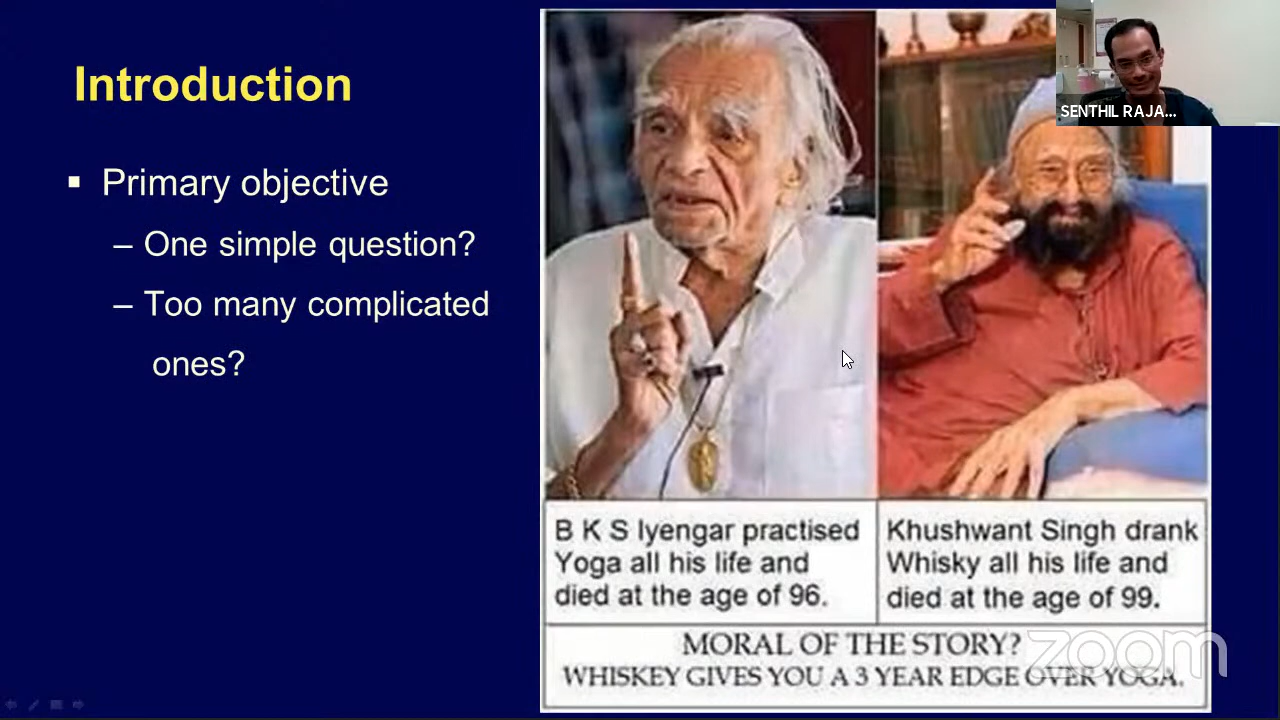 Introduction
▪ Primary objective
– One simple question?
– Too many complicated
ones?
SENTHIL RAJA...
B K S Iyengar practised
Yoga all his life and
died at the age of 96.
Khushwant Singh drank
Whisky all his life and
died at the age of 99.
MORAL OF THE STORY?
WHISKEY GIVES YOU A 3 YEAR EDGE OVER YOGA.
zoom